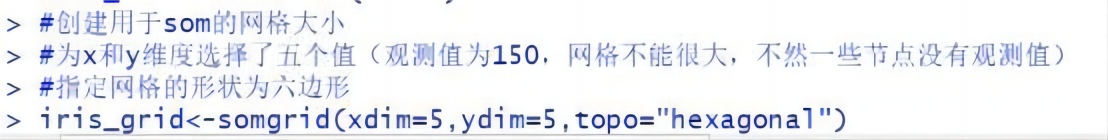 > #创建用于som的网格大小
> #为x和y维度选择了五个值（观测值为150，网格不能很大，不然一些节点没有观测值）
> #指定网格的形状为六边形
> iris_grid<-somgrid(xdim=5,ydim=5,topo="hexagonal")